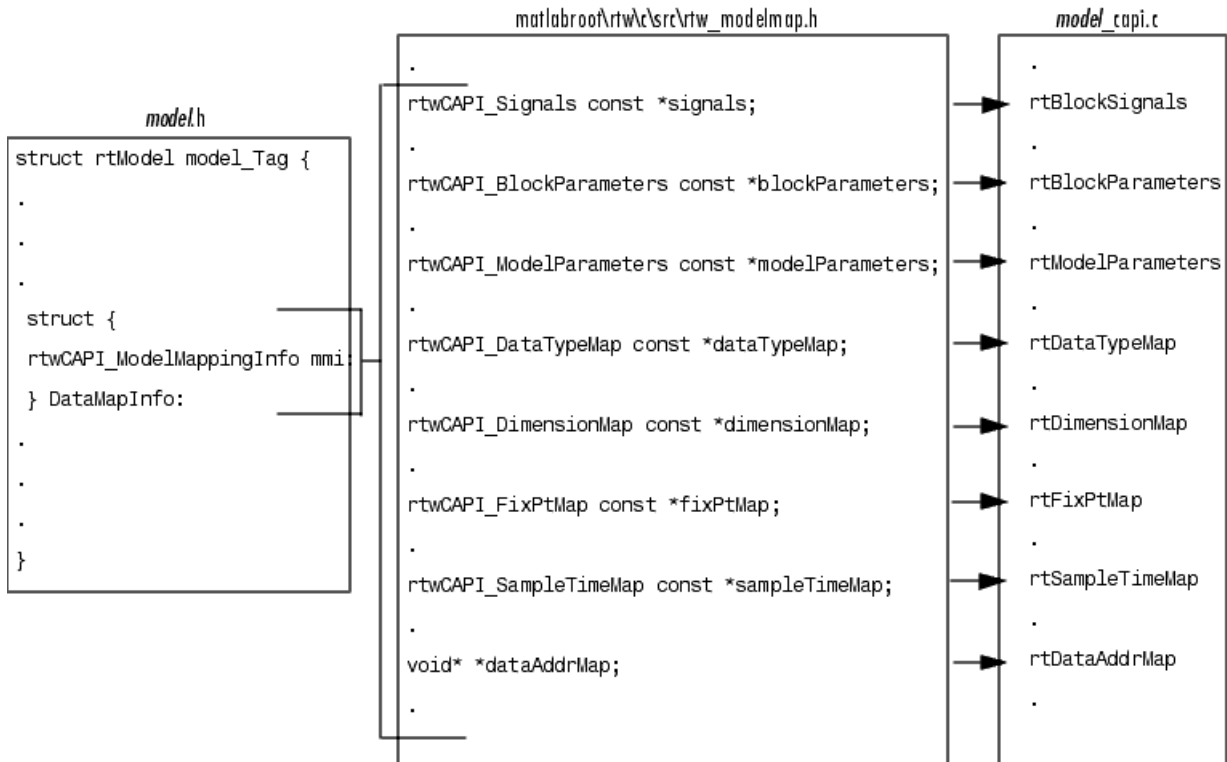 model.h
struct rtModel model_Tag {
.
.
.
struct {
rtwCAPI_ModelMappingInfo mmi:
} DataMapInfo:
.
.
.
}
matlabroot\rtw\c\src\rtw_modelmap.h
.
rtwCAPI_Signals const *signals;
.
rtwCAPI_BlockParameters const *blockParameters;
.
rtwCAPI_ModelParameters const *modelParameters;
.
rtwCAPI_DataTypeMap const *dataTypeMap;
.
rtwCAPI_DimensionMap const *dimensionMap;
.
rtwCAPI_FixPtMap const *fixPtMap;
.
rtwCAPI_SampleTimeMap const *sampleTimeMap;
.
void* *dataAddrMap;
.
model_capi.c
.
rtBlockSignals
.
rtBlockParameters
.
rtModelParameters
.
rtDataTypeMap
.
rtDimensionMap
.
rtFixPtMap
.
rtSampleTimeMap
.
rtDataAddrMap
.